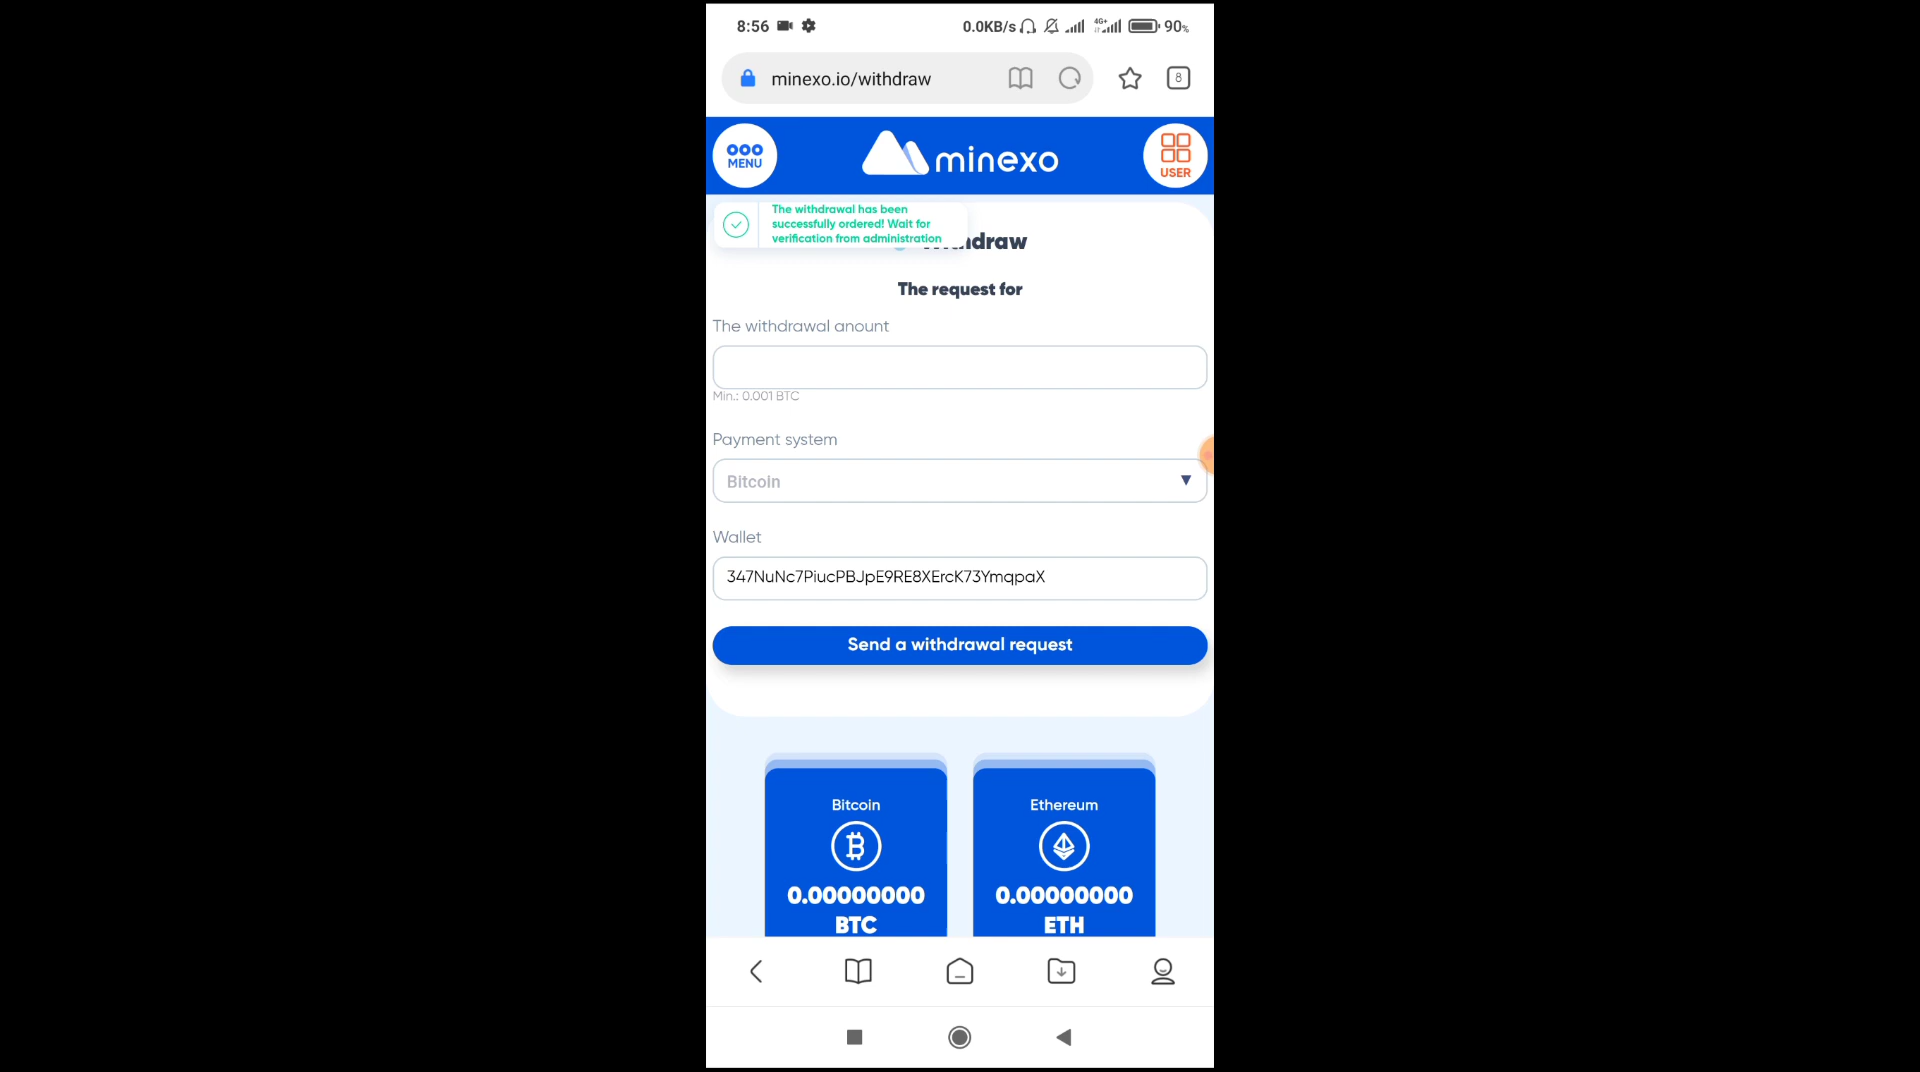 8:56 0.0KB/s 4G+ 90%
minexo.io/withdraw 8
MENU minexo USER
The withdrawal has been
successfully ordered! Wait for
verification from administration
ndraw
The request for
The withdrawal anount
Min.: 0.001 BTC
Payment system
Bitcoin
Wallet
347NuNc7PiucPBJpE9RE8XErcK73YmqpaX
Send a withdrawal request
Bitcoin Ethereum
0.00000000 0.00000000
BTC ETH